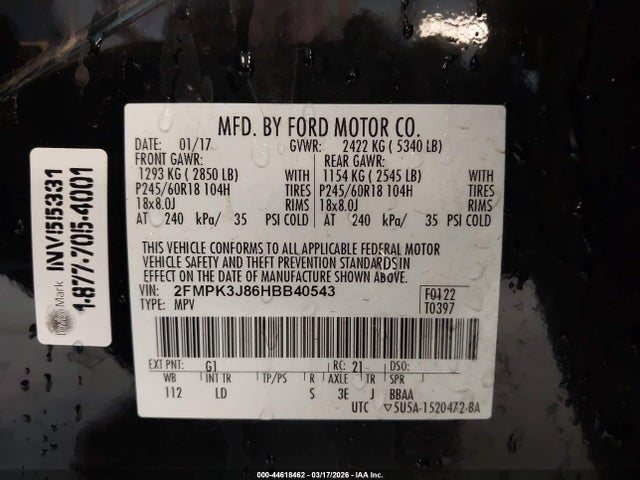 MFD. BY FORD MOTOR CO.
DATE: 01/17 GVWR: 2422 KG ( 5340 LB)
FRONT GAWR: REAR GAWR:
1293 KG ( 2850 LB) WITH 1154 KG ( 2545 LB) WITH
P245/60R18 104H TIRES P245/60R18 104H TIRES
18x8.0J RIMS 18x8.0J RIMS
AT 240 kPa/ 35 PSI COLD AT 240 kPa/ 35 PSI COLD
THIS VEHICLE CONFORMS TO ALL APPLICABLE FEDERAL MOTOR
VEHICLE SAFETY AND THEFT PREVENTION STANDARDS IN
EFFECT ON THE DATE OF MANUFACTURE SHOWN ABOVE.
VIN: 2FMPK3J86HBB40543 F0122
TYPE: MPV T0397
EXT PNT: G1 RC: 21 DSO:
WB INT TR TP/PS R AXLE TR SPR
112 LD S 3E J BBAA
UTC 5U5A-1520472-BA
INV515331
1-877-705-4001
Mark
000-44618462 - 03/17/2026 - IAA Inc.